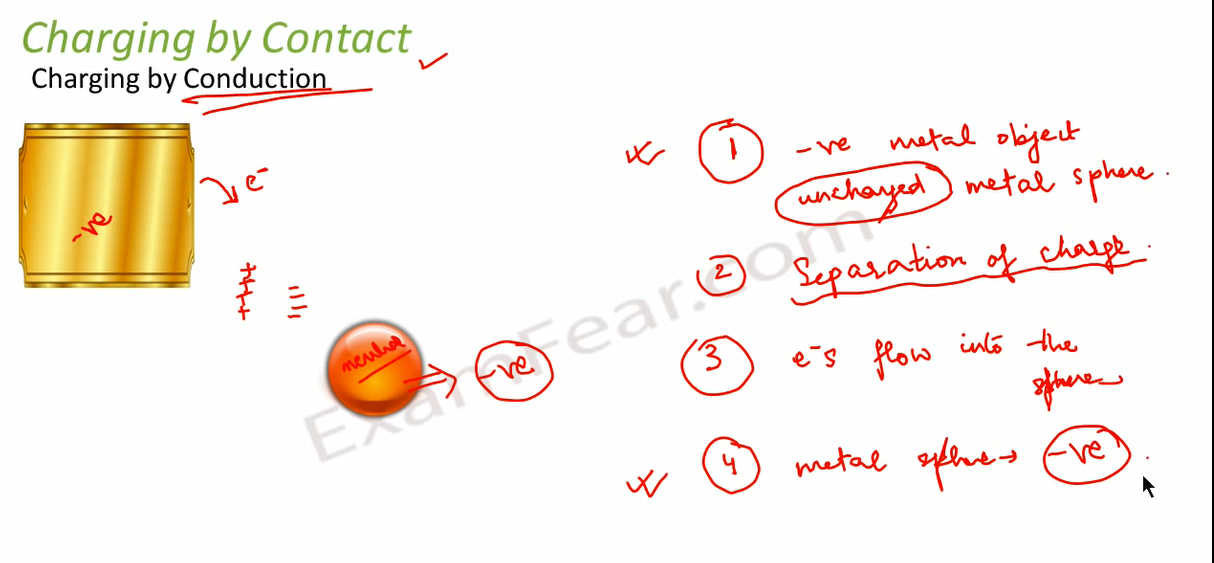 Charging by Contact
Charging by Conduction
-ve
e-
+
+
+
+
neutral
-ve
1 -ve metal object
uncharged metal sphere.
2 Separation of charge.
3 e-s flow into the
sphere
4 metal sphere → -ve.
ExamFear.com